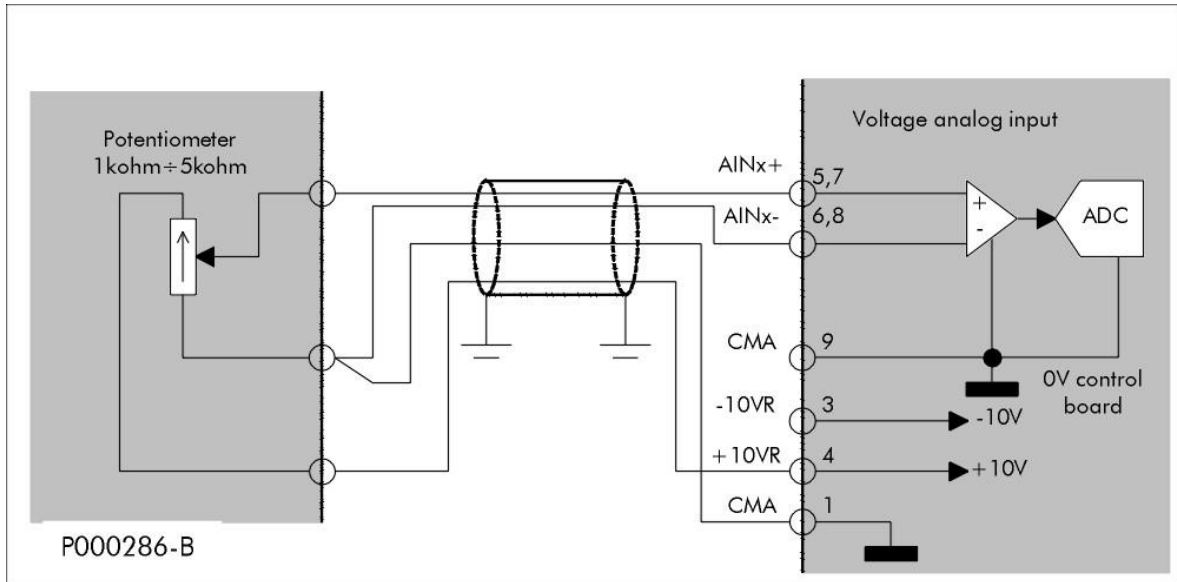 Potentiometer
1kohm÷5kohm
Voltage analog input
AINx+
5,7
AINx-
6,8
+
-
ADC
CMA
9
0V control
board
-10VR
3
-10V
+10VR
4
+10V
CMA
1
P000286-B